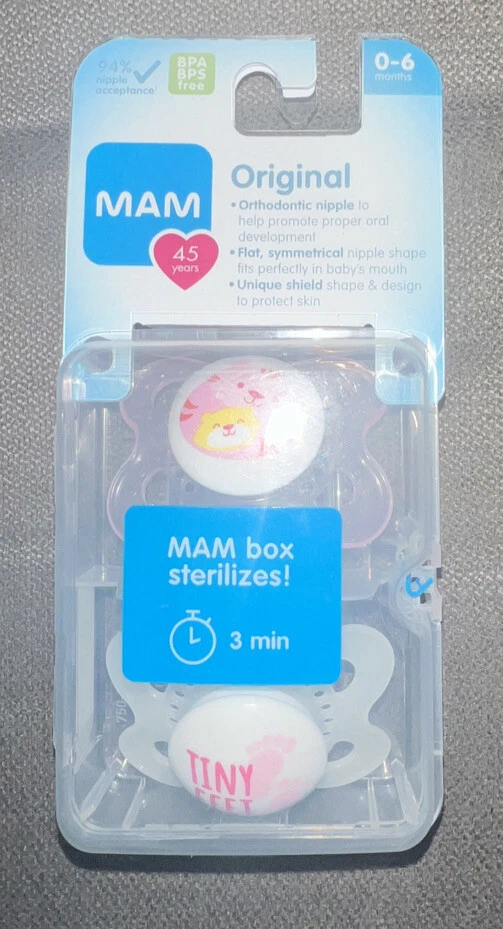 94%
nipple
acceptance¹
BPA
BPS
free
0-6
months
MAM
45
years
Original
• Orthodontic nipple to
help promote proper oral
development
• Flat, symmetrical nipple shape
fits perfectly in baby's mouth
• Unique shield shape & design
to protect skin
MAM box
sterilizes!
3 min
TINY
FEET